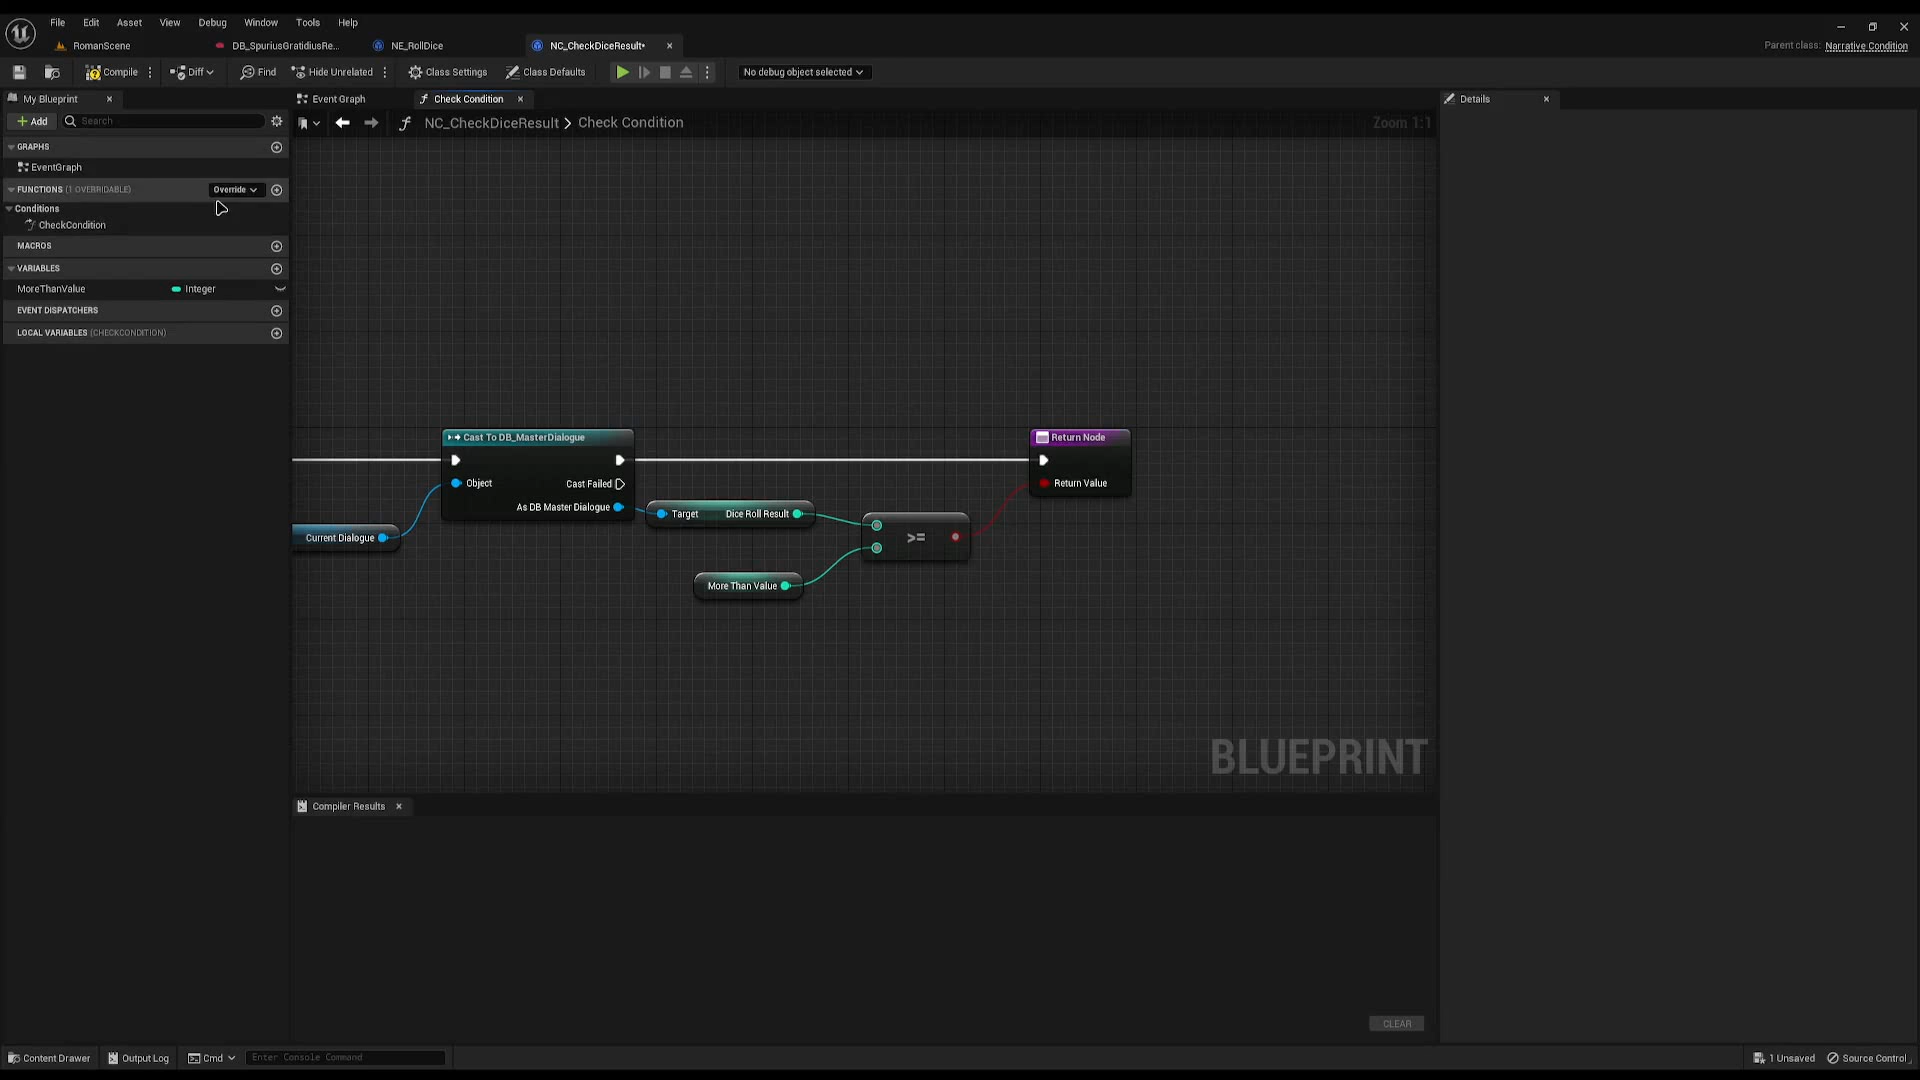 File Edit Asset View Debug Window Tools Help
RomanScene DB_SpuriusGratidiusRe... NE_RollDice NC_CheckDiceResult•
Parent class: Narrative Condition
Compile Diff Find Hide Unrelated Class Settings Class Defaults No debug object selected
My Blueprint Event Graph Check Condition Details
Add Search NC_CheckDiceResult > Check Condition Zoom 1:1
GRAPHS
EventGraph
FUNCTIONS (1 OVERRIDABLE) Override
Conditions
CheckCondition
MACROS
VARIABLES
MoreThanValue Integer
EVENT DISPATCHERS
LOCAL VARIABLES (CHECKCONDITION)
Cast To DB_MasterDialogue Return Node
Object Cast Failed Return Value
As DB Master Dialogue Target Dice Roll Result
Current Dialogue >=
More Than Value
BLUEPRINT
Compiler Results
CLEAR
Content Drawer Output Log Cmd Enter Console Command 1 Unsaved Source Control